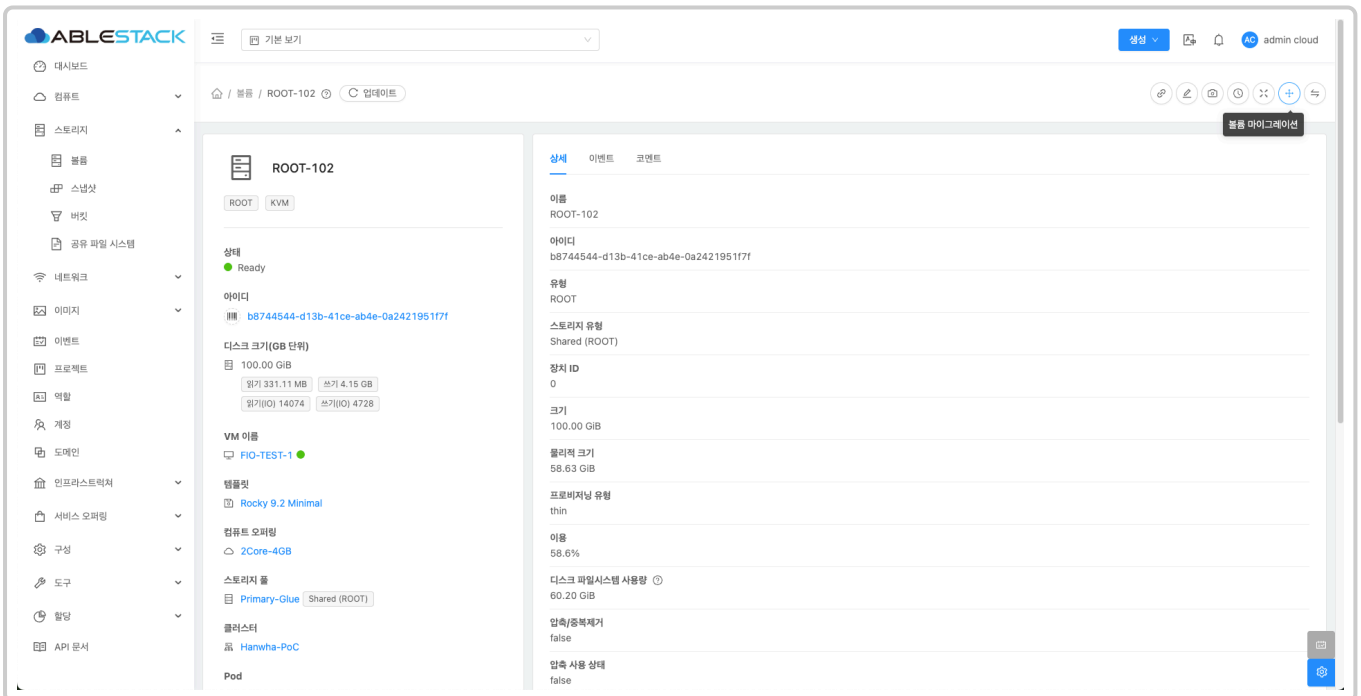 ABLESTACK
기본 보기
생성
AC
admin cloud
대시보드
컴퓨트
스토리지
볼륨
스냅샷
버킷
공유 파일 시스템
네트워크
이미지
이벤트
프로젝트
역할
계정
도메인
인프라스트럭쳐
서비스 오퍼링
구성
도구
할당
API 문서
/ 볼륨 / ROOT-102
업데이트
볼륨 마이그레이션
ROOT-102
ROOT KVM
상태
Ready
아이디
b8744544-d13b-41ce-ab4e-0a2421951f7f
디스크 크기(GB 단위)
100.00 GiB
읽기 331.11 MB 쓰기 4.15 GB
읽기(IO) 14074 쓰기(IO) 4728
VM 이름
FIO-TEST-1
템플릿
Rocky 9.2 Minimal
컴퓨트 오퍼링
2Core-4GB
스토리지 풀
Primary-Glue Shared (ROOT)
클러스터
Hanwha-PoC
Pod
상세 이벤트 코멘트
이름
ROOT-102
아이디
b8744544-d13b-41ce-ab4e-0a2421951f7f
유형
ROOT
스토리지 유형
Shared (ROOT)
장치 ID
0
크기
100.00 GiB
물리적 크기
58.63 GiB
프로비저닝 유형
thin
이용
58.6%
디스크 파일시스템 사용량
60.20 GiB
압축/중복제거
false
압축 사용 상태
false